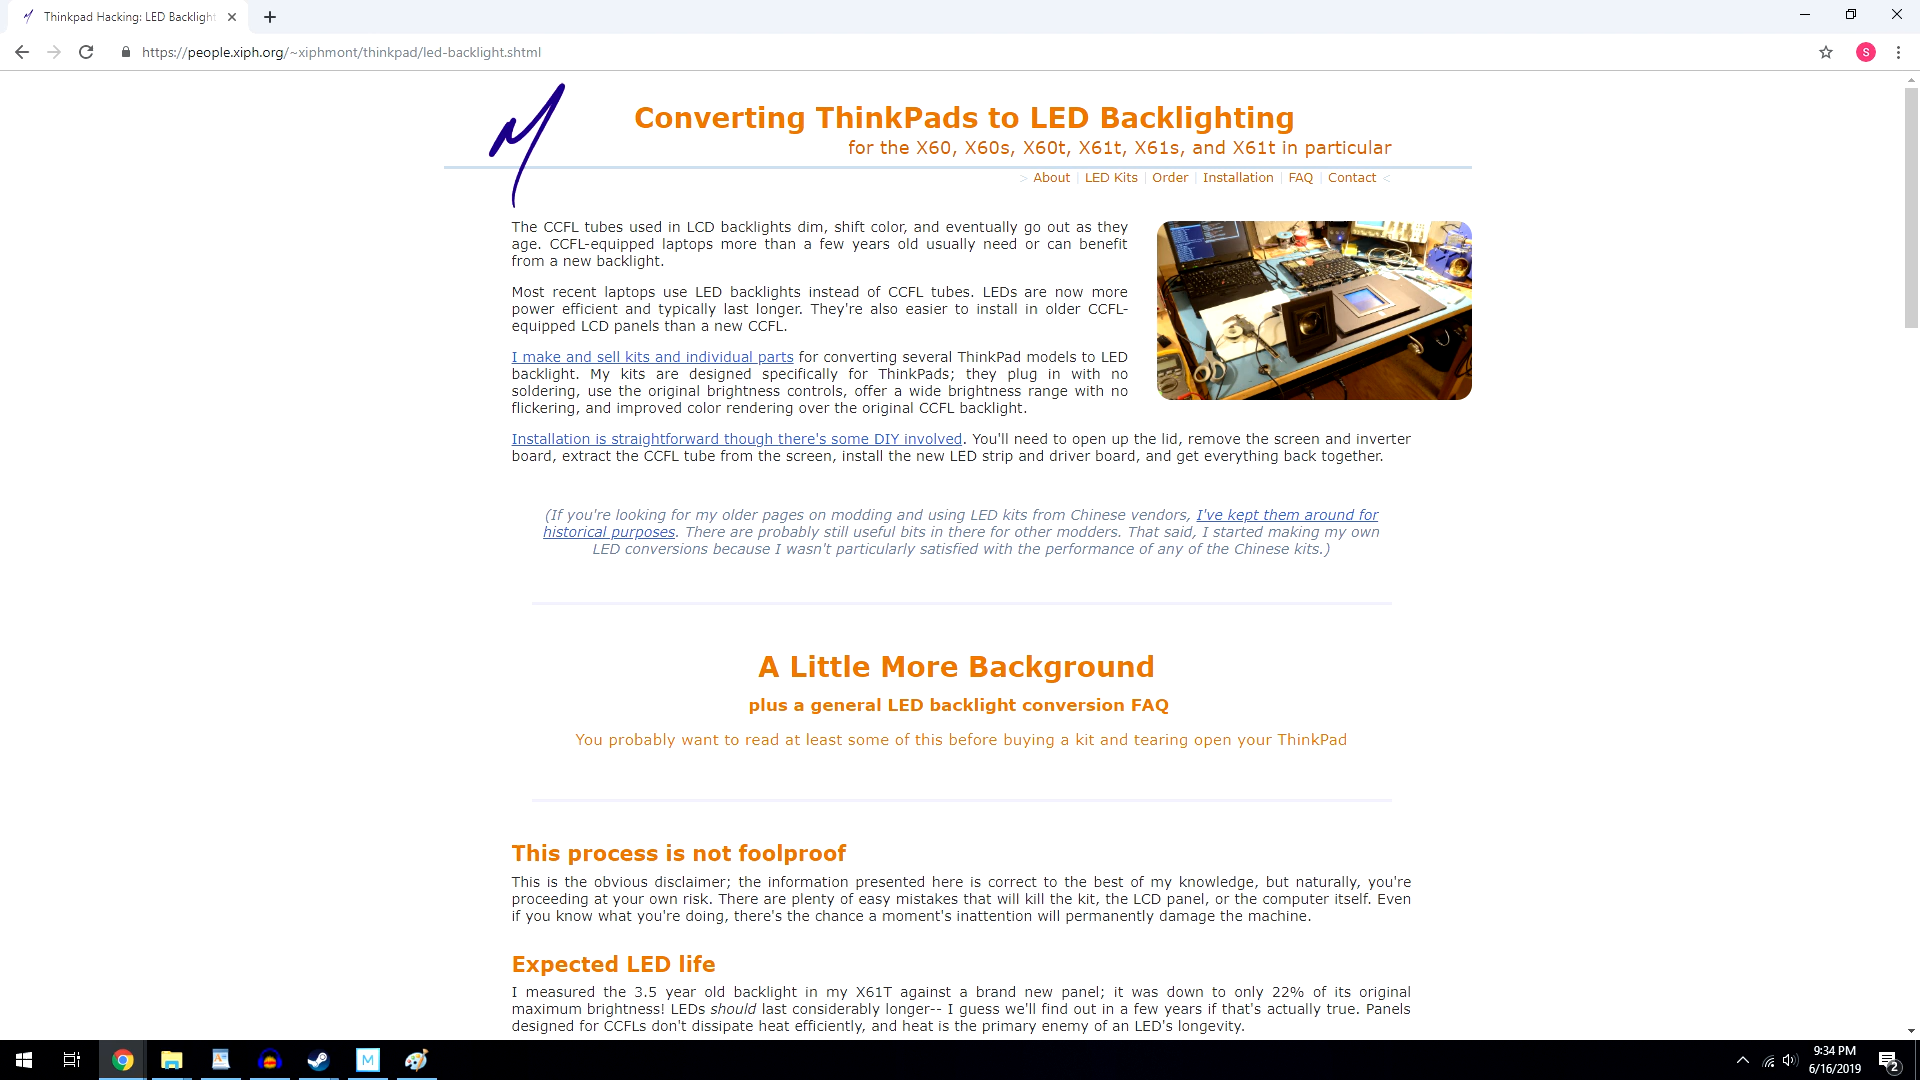 Thinkpad Hacking: LED Backlight
https://people.xiph.org/~xiphmont/thinkpad/led-backlight.shtml
S
Converting ThinkPads to LED Backlighting
for the X60, X60s, X60t, X61t, X61s, and X61t in particular
> About | LED Kits | Order | Installation | FAQ | Contact <
The CCFL tubes used in LCD backlights dim, shift color, and eventually go out as they
age. CCFL-equipped laptops more than a few years old usually need or can benefit
from a new backlight.
Most recent laptops use LED backlights instead of CCFL tubes. LEDs are now more
power efficient and typically last longer. They're also easier to install in older CCFL-
equipped LCD panels than a new CCFL.
I make and sell kits and individual parts for converting several ThinkPad models to LED
backlight. My kits are designed specifically for ThinkPads; they plug in with no
soldering, use the original brightness controls, offer a wide brightness range with no
flickering, and improved color rendering over the original CCFL backlight.
Installation is straightforward though there's some DIY involved. You'll need to open up the lid, remove the screen and inverter
board, extract the CCFL tube from the screen, install the new LED strip and driver board, and get everything back together.
(If you're looking for my older pages on modding and using LED kits from Chinese vendors, I've kept them around for
historical purposes. There are probably still useful bits in there for other modders. That said, I started making my own
LED conversions because I wasn't particularly satisfied with the performance of any of the Chinese kits.)
A Little More Background
plus a general LED backlight conversion FAQ
You probably want to read at least some of this before buying a kit and tearing open your ThinkPad
This process is not foolproof
This is the obvious disclaimer; the information presented here is correct to the best of my knowledge, but naturally, you're
proceeding at your own risk. There are plenty of easy mistakes that will kill the kit, the LCD panel, or the computer itself. Even
if you know what you're doing, there's the chance a moment's inattention will permanently damage the machine.
Expected LED life
I measured the 3.5 year old backlight in my X61T against a brand new panel; it was down to only 22% of its original
maximum brightness! LEDs should last considerably longer-- I guess we'll find out in a few years if that's actually true. Panels
designed for CCFLs don't dissipate heat efficiently, and heat is the primary enemy of an LED's longevity.
M
9:34 PM
6/16/2019
2